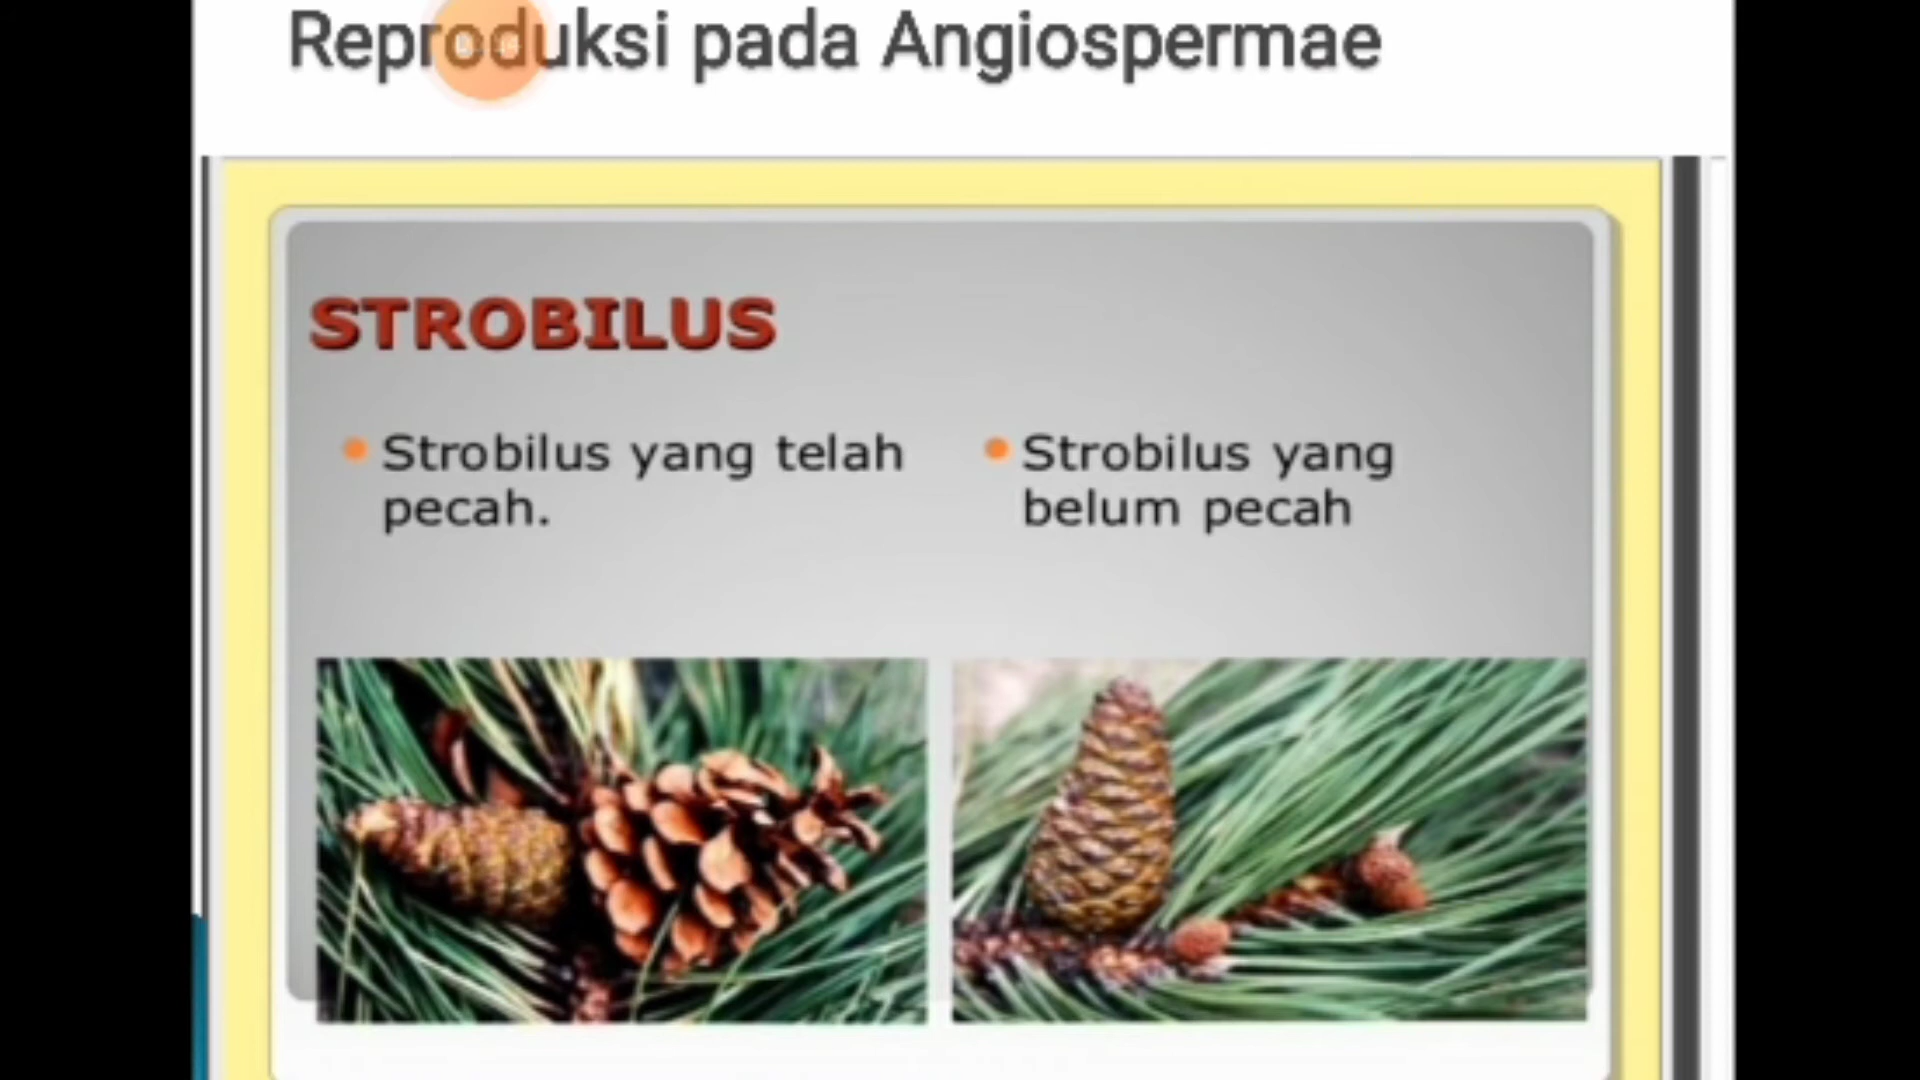 Reproduksi pada Angiospermae
STROBILUS
Strobilus yang telah
pecah.
Strobilus yang
belum pecah